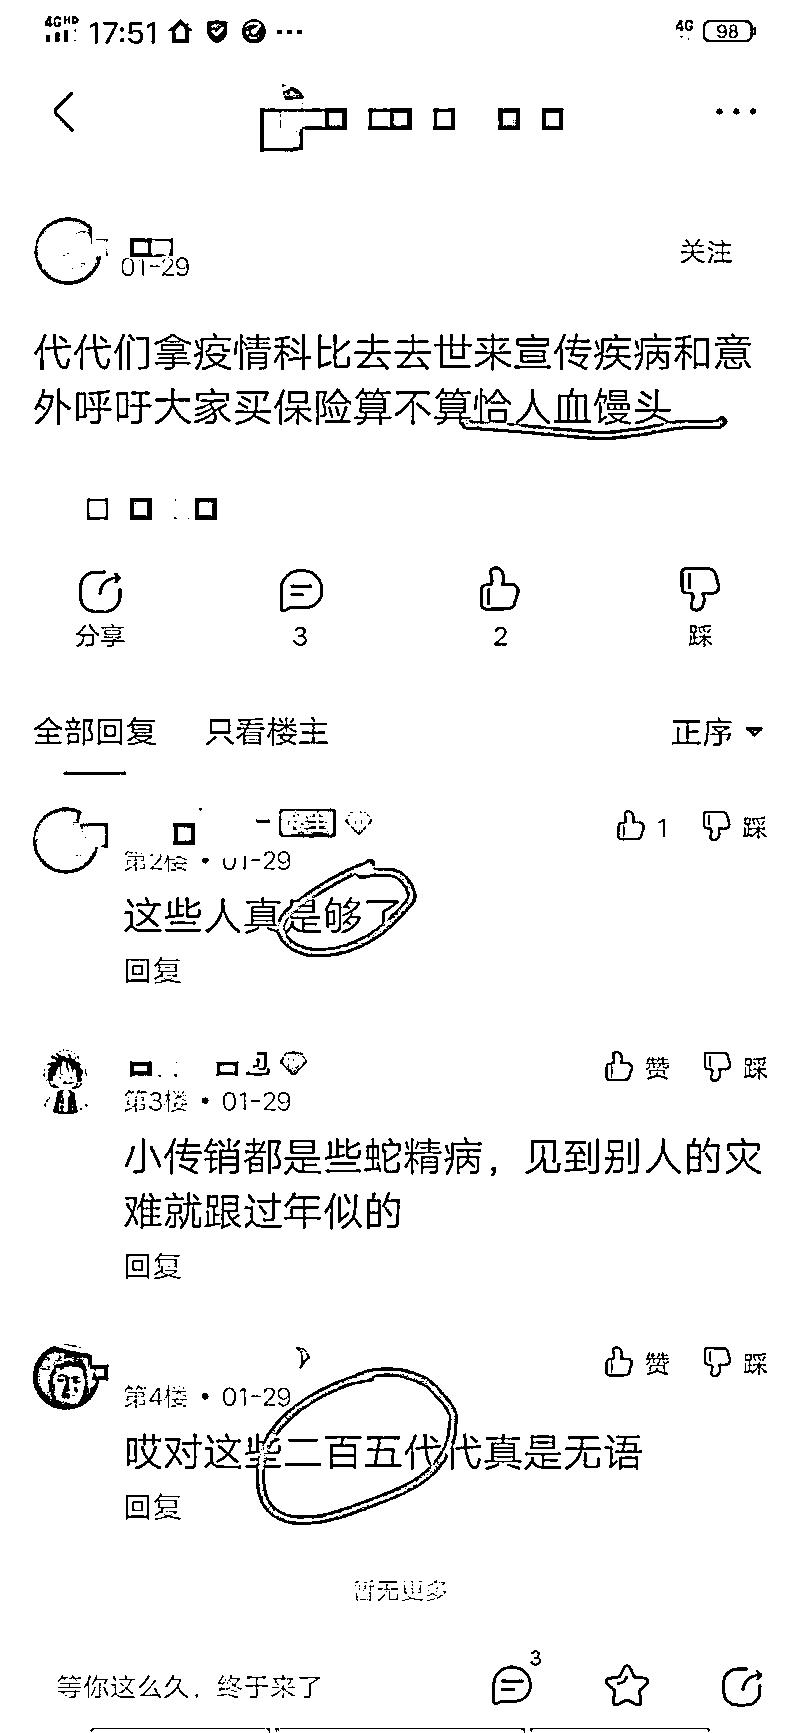 4G HD 17:51 4G 98
01-29
关注
代代们拿疫情科比去去世来宣传疾病和意
外呼吁大家买保险算不算恰人血馒头
分享
3
2
踩
全部回复 只看楼主 正序
1 踩
第2楼 • 01-29
这些人真是够了
回复
赞 踩
第3楼 • 01-29
小传销都是些蛇精病，见到别人的灾
难就跟过年似的
回复
赞 踩
第4楼 • 01-29
哎对这些二百五代代真是无语
回复
暂无更多
等你这么久，终于来了
3